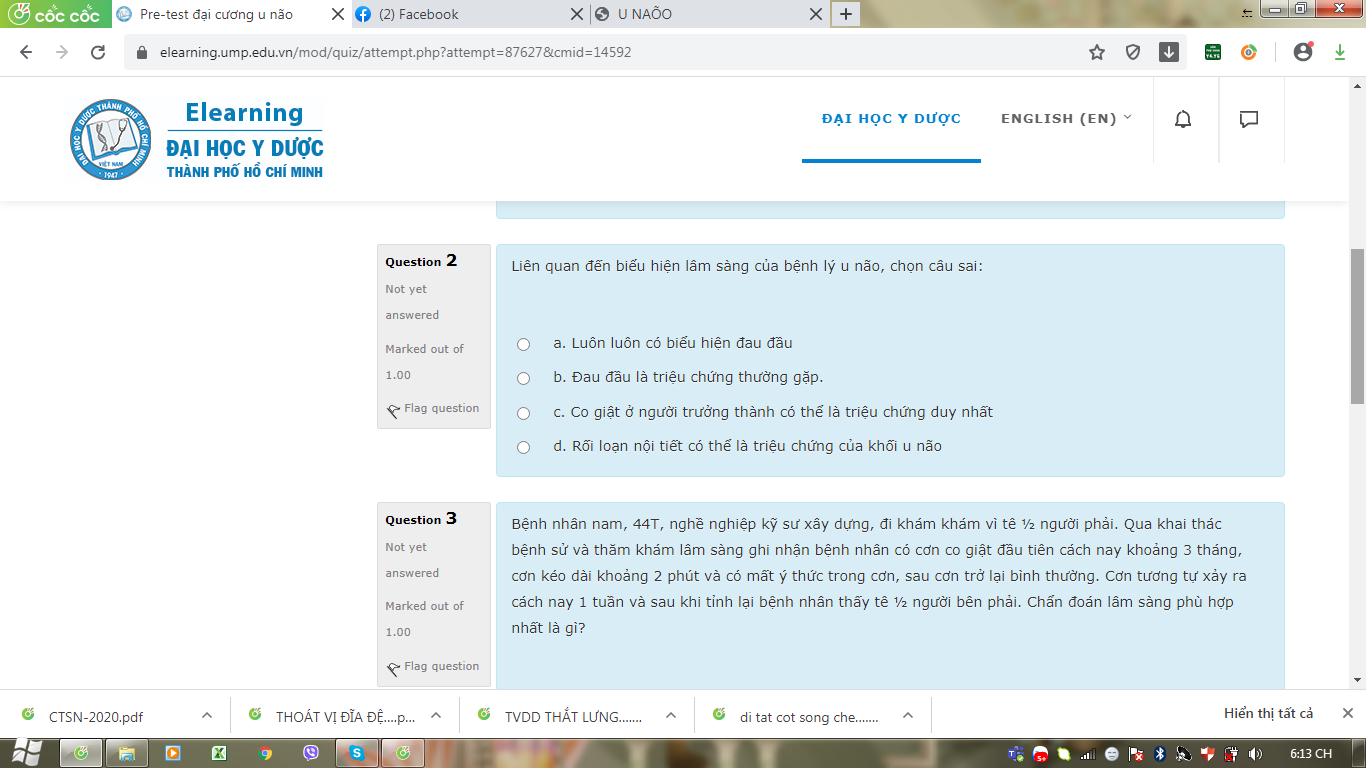 cốc cốc
Pre-test đại cương u não
(2) Facebook
U NAÕO
elearning.ump.edu.vn/mod/quiz/attempt.php?attempt=87627&cmid=14592
ĐẠI HỌC Y DƯỢC THÀNH PHỐ HỒ CHÍ MINH
VIỆT NAM
1947
Elearning
ĐẠI HỌC Y DƯỢC
THÀNH PHỐ HỒ CHÍ MINH
ĐẠI HỌC Y DƯỢC
ENGLISH (EN)
Question 2
Not yet
answered
Marked out of
1.00
Flag question
Liên quan đến biểu hiện lâm sàng của bệnh lý u não, chọn câu sai:
a. Luôn luôn có biểu hiện đau đầu
b. Đau đầu là triệu chứng thường gặp.
c. Co giật ở người trưởng thành có thể là triệu chứng duy nhất
d. Rối loạn nội tiết có thể là triệu chứng của khối u não
Question 3
Not yet
answered
Marked out of
1.00
Flag question
Bệnh nhân nam, 44T, nghề nghiệp kỹ sư xây dựng, đi khám khám vì tê ½ người phải. Qua khai thác
bệnh sử và thăm khám lâm sàng ghi nhận bệnh nhân có cơn co giật đầu tiên cách nay khoảng 3 tháng,
cơn kéo dài khoảng 2 phút và có mất ý thức trong cơn, sau cơn trở lại bình thường. Cơn tương tự xảy ra
cách nay 1 tuần và sau khi tỉnh lại bệnh nhân thấy tê ½ người bên phải. Chẩn đoán lâm sàng phù hợp
nhất là gì?
CTSN-2020.pdf
THOÁT VỊ ĐĨA ĐỆ....p...
TVDD THẮT LƯNG.......
di tat cot song che.......
Hiển thị tất cả
6:13 CH